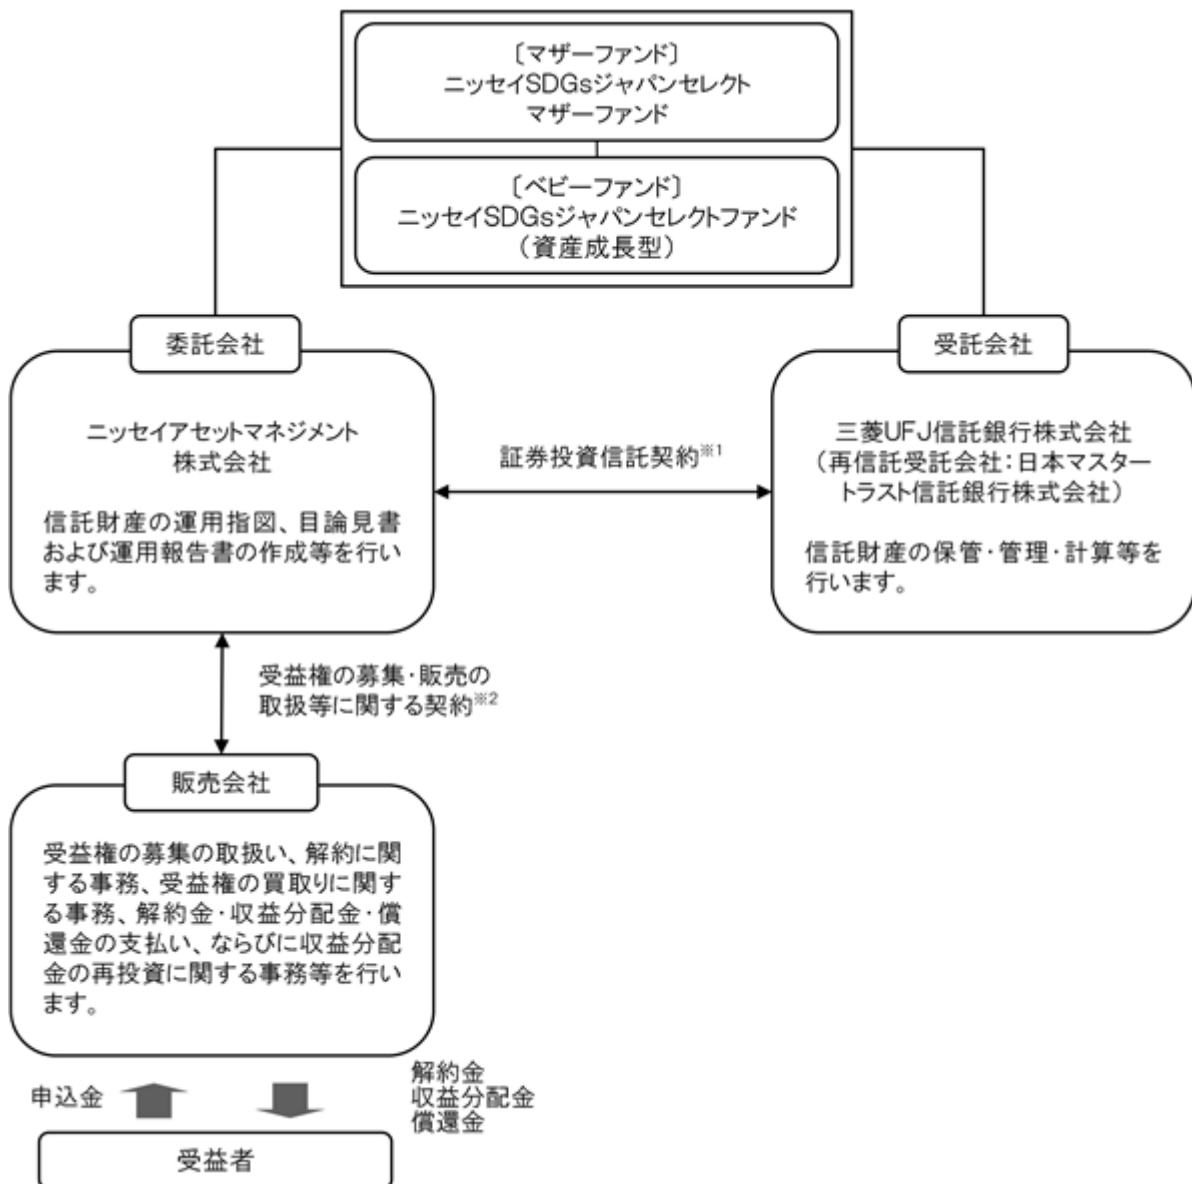 〔マザーファンド〕
ニッセイSDGsジャパンセレクト
マザーファンド
〔ベビーファンド〕
ニッセイSDGsジャパンセレクトファンド
（資産成長型）
委託会社
ニッセイアセットマネジメント
株式会社
信託財産の運用指図、目論見書
および運用報告書の作成等を行い
ます。
証券投資信託契約※1
受託会社
三菱UFJ信託銀行株式会社
（再信託受託会社：日本マスター
トラスト信託銀行株式会社）
信託財産の保管・管理・計算等を
行います。
受益権の募集・販売の
取扱等に関する契約※2
販売会社
受益権の募集の取扱い、解約に関
する事務、受益権の買取りに関す
る事務、解約金・収益分配金・償
還金の支払い、ならびに収益分配
金の再投資に関する事務等を行い
ます。
申込金
解約金
収益分配金
償還金
受益者